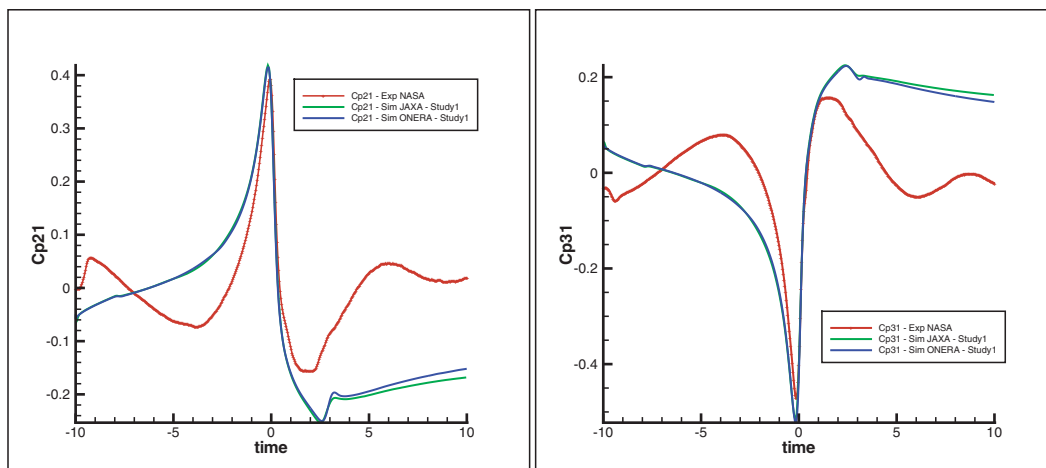 Cp21
0.4
0.3
0.2
0.1
0
-0.1
-0.2
-10
-5
0
5
10
time
Cp21 - Exp NASA
Cp21 - Sim JAXA - Study1
Cp21 - Sim ONERA - Study1
Cp31
0.2
0
-0.2
-0.4
-10
-5
0
5
10
time
Cp31 - Exp NASA
Cp31 - Sim JAXA - Study1
Cp31 - Sim ONERA - Study1